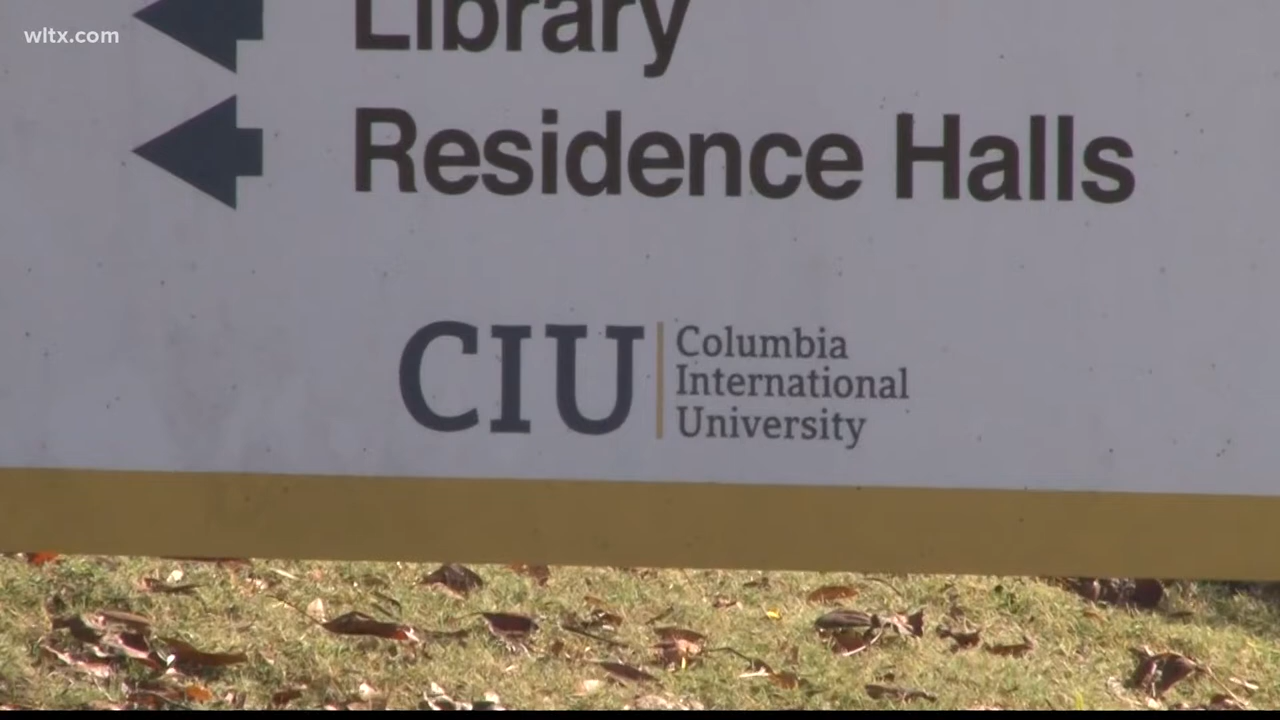 wltx.com
Library
Residence Halls
CIU
Columbia
International
University